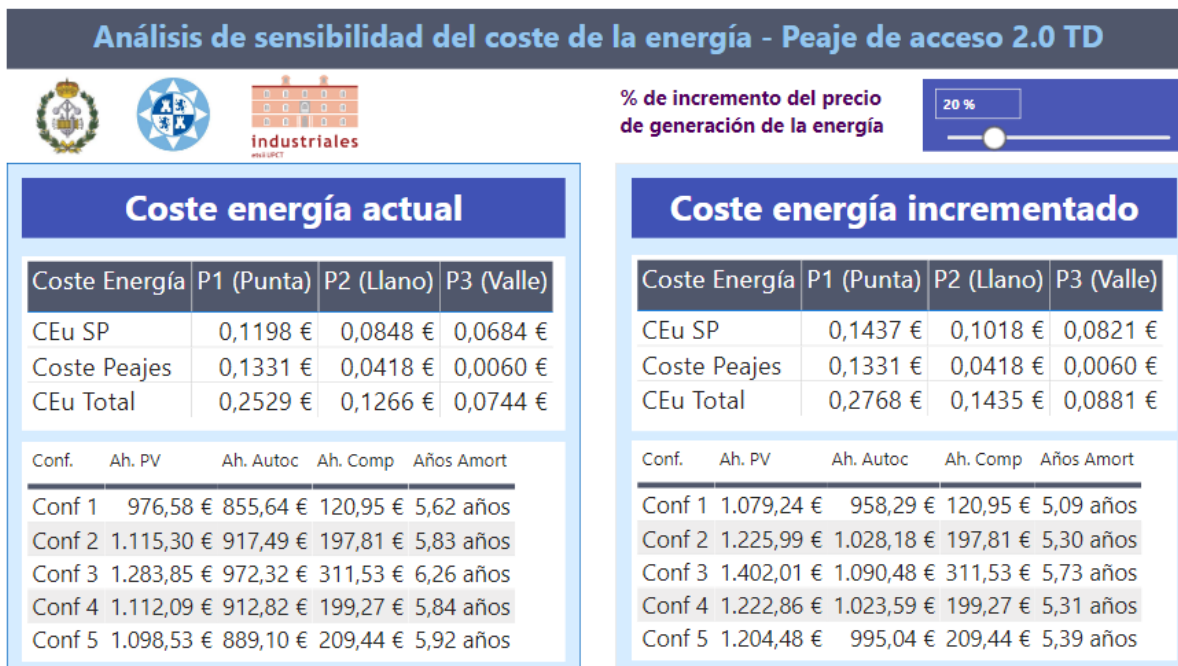 Análisis de sensibilidad del coste de la energía - Peaje de acceso 2.0 TD
industriales
etsii UPCT
% de incremento del precio
de generación de la energía
20 %
Coste energía actual
Coste Energía P1 (Punta) P2 (Llano) P3 (Valle)
CEu SP 0,1198 € 0,0848 € 0,0684 €
Coste Peajes 0,1331 € 0,0418 € 0,0060 €
CEu Total 0,2529 € 0,1266 € 0,0744 €
Conf. Ah. PV Ah. Autoc Ah. Comp Años Amort
Conf 1 976,58 € 855,64 € 120,95 € 5,62 años
Conf 2 1.115,30 € 917,49 € 197,81 € 5,83 años
Conf 3 1.283,85 € 972,32 € 311,53 € 6,26 años
Conf 4 1.112,09 € 912,82 € 199,27 € 5,84 años
Conf 5 1.098,53 € 889,10 € 209,44 € 5,92 años
Coste energía incrementado
Coste Energía P1 (Punta) P2 (Llano) P3 (Valle)
CEu SP 0,1437 € 0,1018 € 0,0821 €
Coste Peajes 0,1331 € 0,0418 € 0,0060 €
CEu Total 0,2768 € 0,1435 € 0,0881 €
Conf. Ah. PV Ah. Autoc Ah. Comp Años Amort
Conf 1 1.079,24 € 958,29 € 120,95 € 5,09 años
Conf 2 1.225,99 € 1.028,18 € 197,81 € 5,30 años
Conf 3 1.402,01 € 1.090,48 € 311,53 € 5,73 años
Conf 4 1.222,86 € 1.023,59 € 199,27 € 5,31 años
Conf 5 1.204,48 € 995,04 € 209,44 € 5,39 años